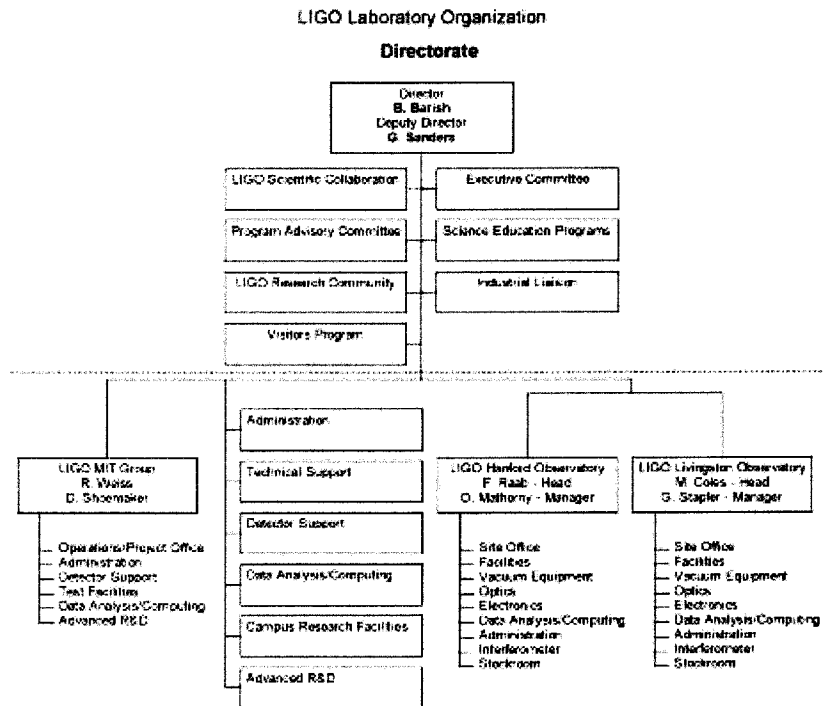 LIGO Laboratory Organization
Directorate
Director
B. Barish
Deputy Director
G. Sanders
LIGO Scientific Collaboration
Executive Committee
Program Advisory Committee
Science Education Programs
LIGO Research Community
Industrial Liaison
Visitors Program
LIGO MIT Group
R. Weiss
D. Shoemaker
Operations/Project Office
Administration
Detector Support
Test Facilities
Data Analysis/Computing
Advanced R&D
Administration
Technical Support
Detector Support
Data Analysis/Computing
Campus Research Facilities
Advanced R&D
LIGO Hanford Observatory
F. Raab - Head
O. Matherny - Manager
Site Office
Facilities
Vacuum Equipment
Optics
Electronics
Data Analysis/Computing
Administration
Interferometer
Stockroom
LIGO Livingston Observatory
M. Coles - Head
G. Stapfer - Manager
Site Office
Facilities
Vacuum Equipment
Optics
Electronics
Data Analysis/Computing
Administration
Interferometer
Stockroom